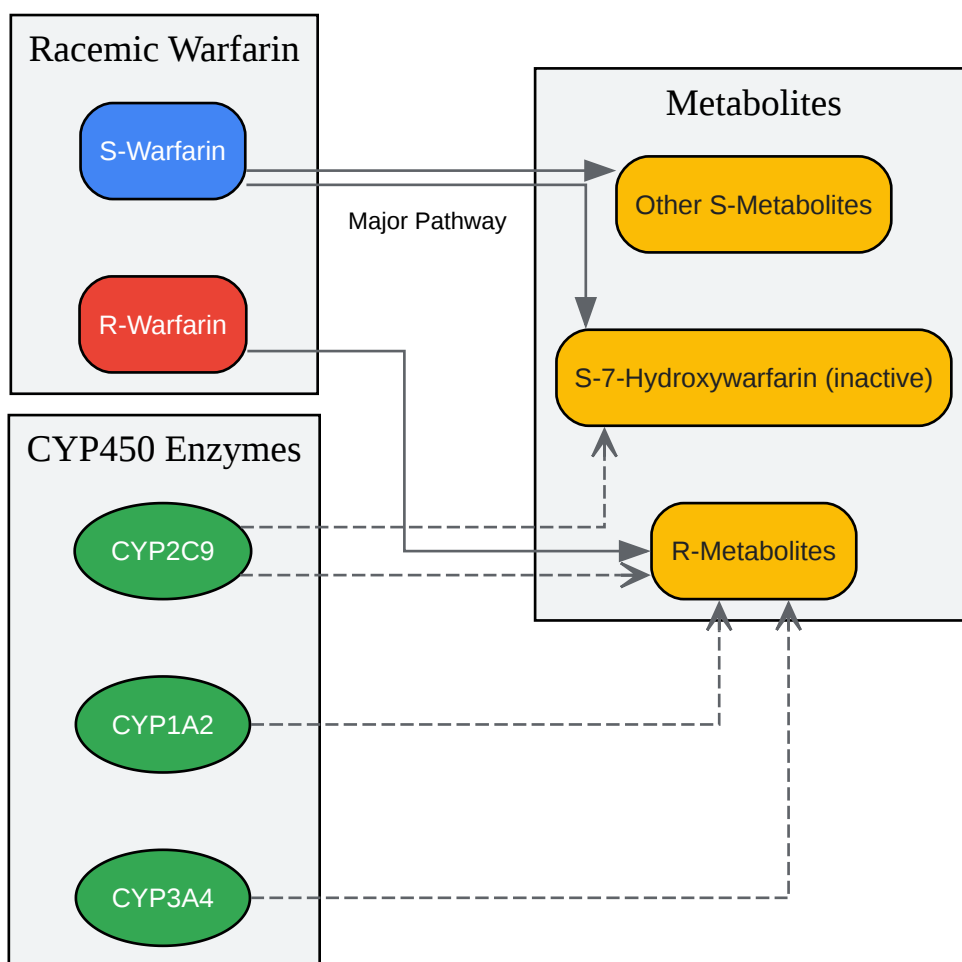 Racemic Warfarin
S-Warfarin
Major Pathway
R-Warfarin
Metabolites
Other S-Metabolites
S-7-Hydroxywarfarin (inactive)
R-Metabolites
CYP450 Enzymes
CYP2C9
CYP1A2
CYP3A4